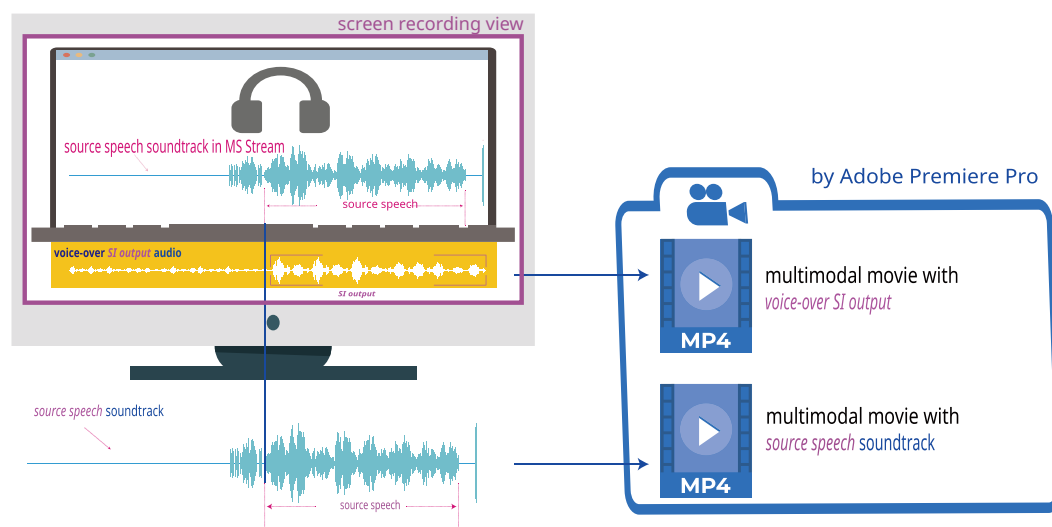 screen recording view
source speech soundtrack in MS Stream
source speech
voice-over SI output audio
SI output
source speech soundtrack
source speech
by Adobe Premiere Pro
multimodal movie with
voice-over SI output
MP4
multimodal movie with
source speech soundtrack
MP4